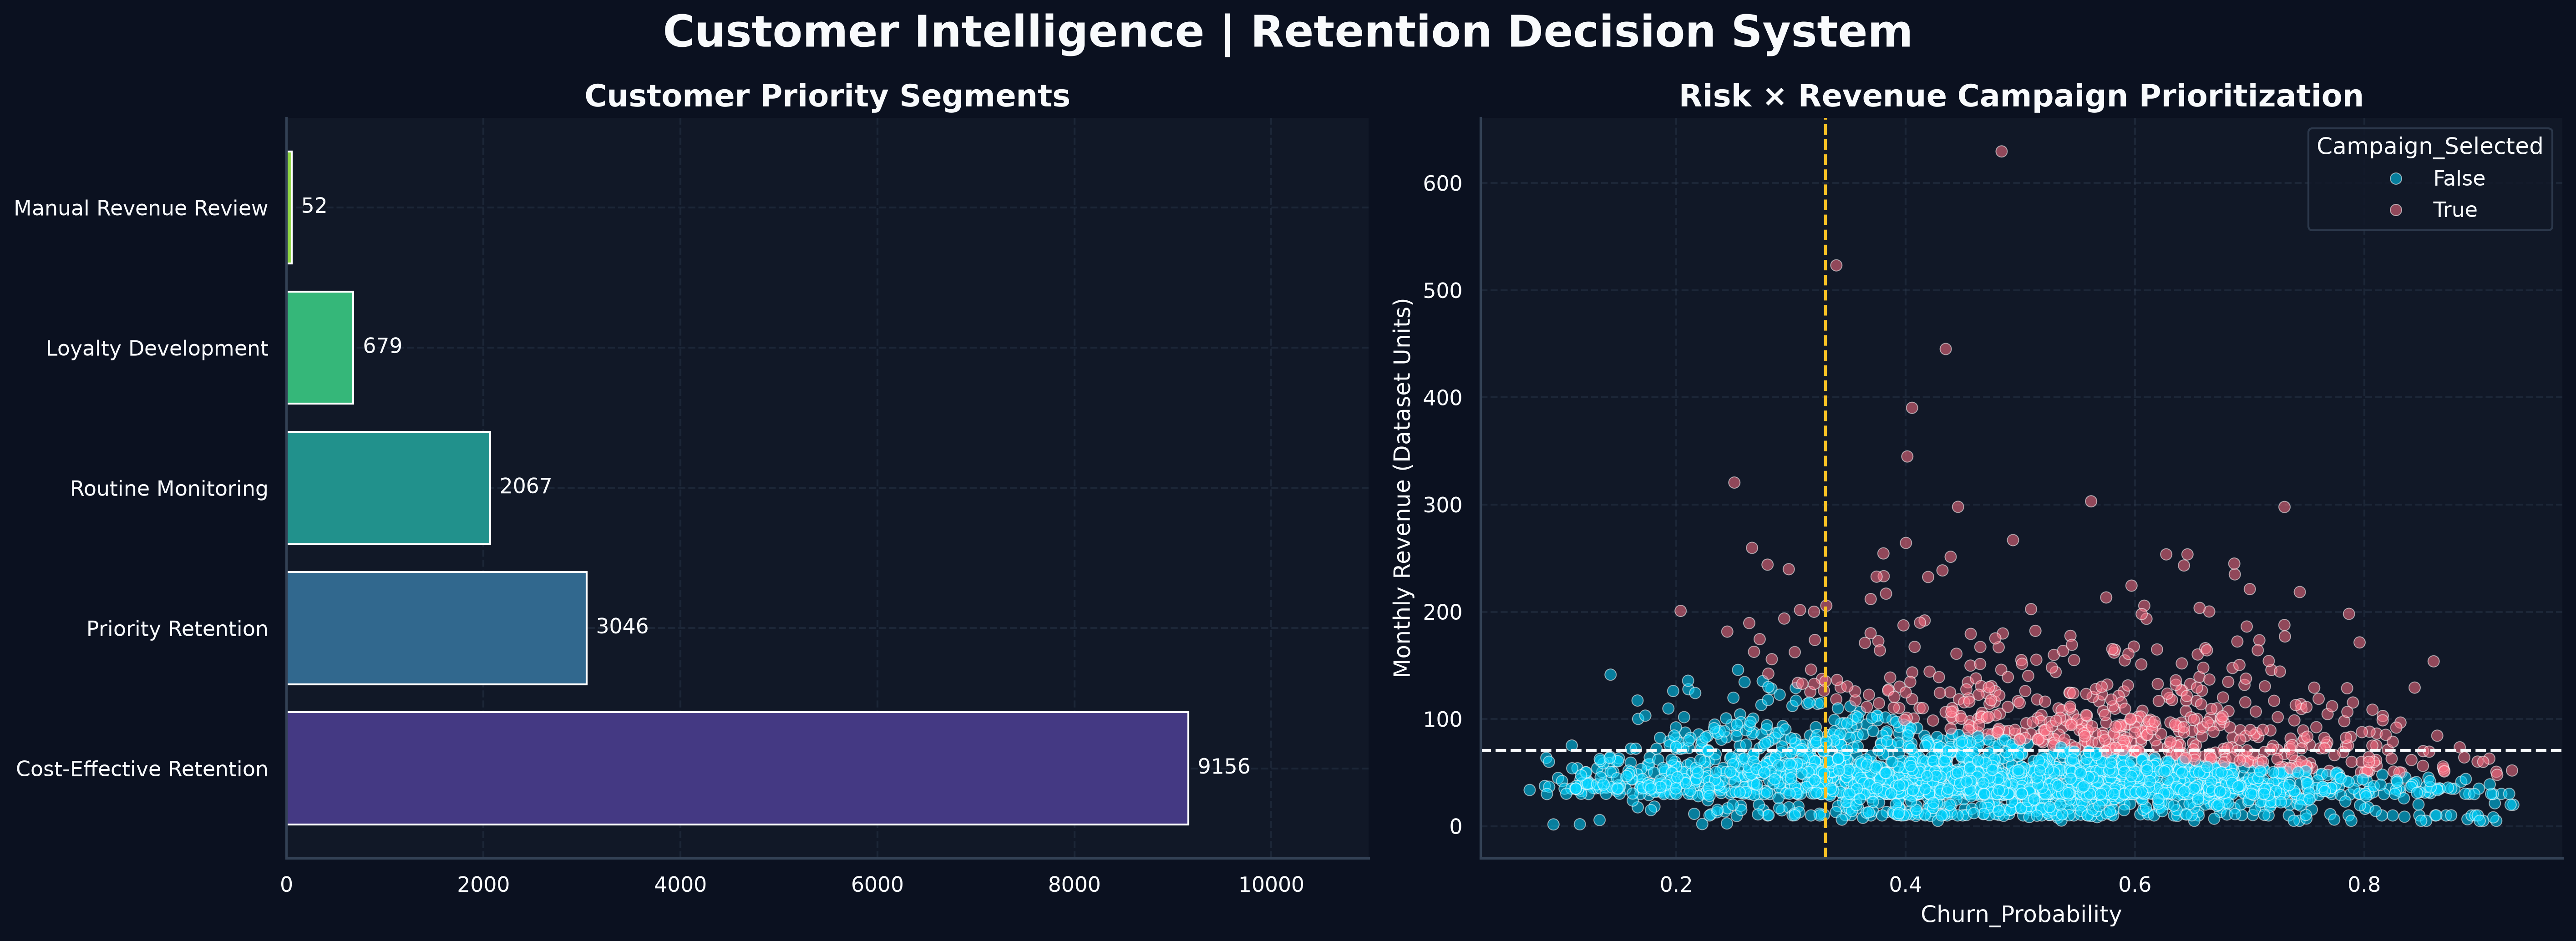 Customer Intelligence | Retention Decision System
Customer Priority Segments
Manual Revenue Review
52
Loyalty Development
679
Routine Monitoring
2067
Priority Retention
3046
Cost-Effective Retention
9156
0 2000 4000 6000 8000 10000
Risk × Revenue Campaign Prioritization
Campaign_Selected
False
True
Monthly Revenue (Dataset Units)
600
500
400
300
200
100
0
0.2 0.4 0.6 0.8
Churn_Probability